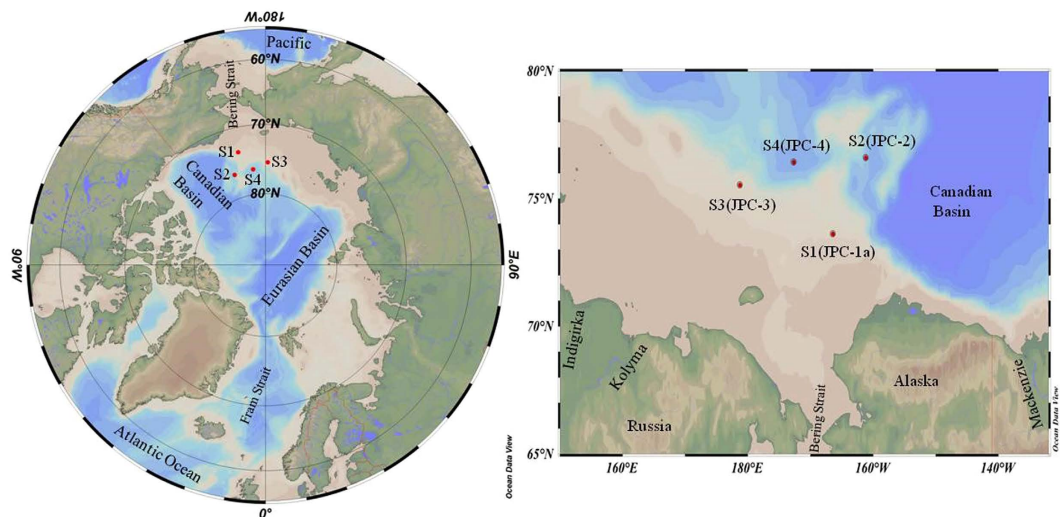 180°W
Pacific
60°N
Bering Strait
70°N
S1
S3
S2
S4
Canadian
Basin
80°N
90°W
90°E
Eurasian Basin
Fram Strait
Atlantic Ocean
0°
Ocean Data View
80°N
75°N
70°N
65°N
S4(JPC-4)
S2(JPC-2)
S3(JPC-3)
S1(JPC-1a)
Canadian
Basin
Indigirka
Kolyma
Russia
Bering Strait
Alaska
Mackenzie
160°E
180°E
160°W
140°W
Ocean Data View